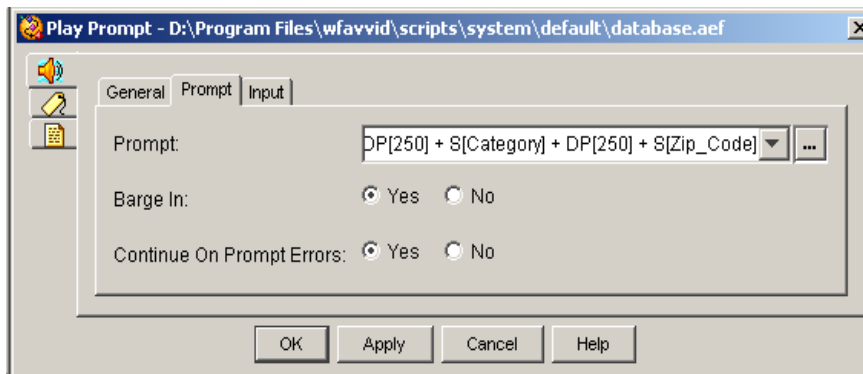 Play Prompt - D:\Program Files\wfavvid\scripts\system\default\database.aef
General Prompt Input
Prompt: DP[250] + S[Category] + DP[250] + S[Zip_Code] ...
Barge In: Yes No
Continue On Prompt Errors: Yes No
OK Apply Cancel Help